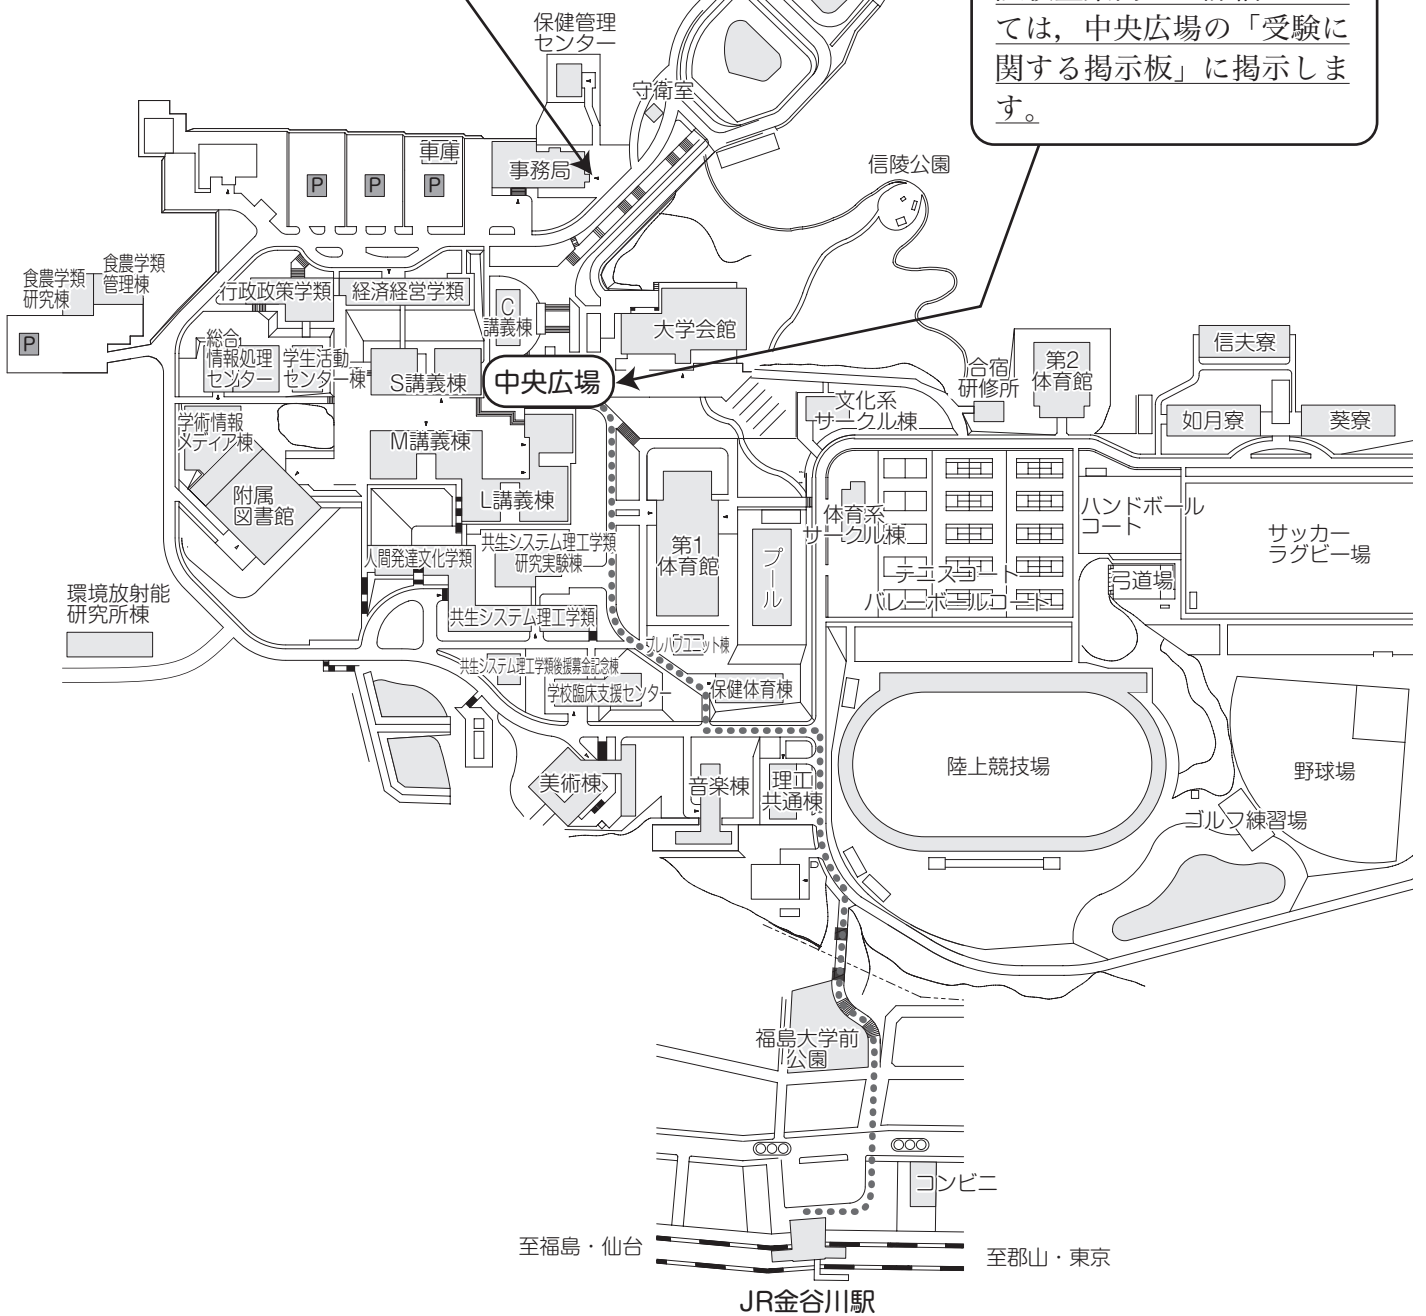 ては，中央広場の「受験に
関する掲示板」に掲示しま
す。
保健管理
センター
守衛室
車庫
事務局
信陵公園
P
P
P
食農学類
研究棟
食農学類
管理棟
行政政策学類
経済経営学類
C
講義棟
大学会館
P
総合
情報処理
センター
学生活動
センター棟
S講義棟
中央広場
合宿
研修所
第2
体育館
信夫寮
文化系
サークル棟
如月寮
葵寮
学術情報
メディア棟
M講義棟
附属
図書館
L講義棟
体育系
サークル棟
ハンドボール
コート
サッカー
ラグビー場
共生システム理工学類
研究実験棟
第1
体育館
プール
人間発達文化学類
テニスコート
バレーボールコート
弓道場
環境放射能
研究所棟
共生システム理工学類
プレハブユニット棟
共生システム理工学類後援募金記念棟
学校臨床支援センター
保健体育棟
美術棟
音楽棟
理工
共通棟
陸上競技場
野球場
ゴルフ練習場
福島大学前
公園
コンビニ
至福島・仙台
至郡山・東京
JR金谷川駅